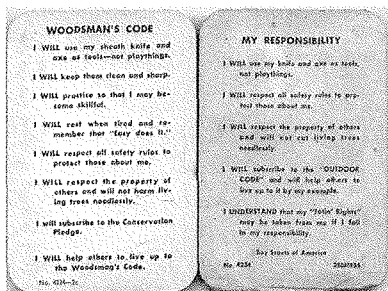 WOODSMAN'S CODE
I WILL use my sheath knife and
axe as tools—not playthings.
I WILL keep them clean and sharp.
I WILL practice so that I may be-
come skillful.
I WILL rest when tired and re-
member that "Easy does it."
I WILL respect all safety rules to
protect those about me.
I WILL respect the property of
others and will not harm liv-
ing trees needlessly.
I will subscribe to the Conservation
Pledge.
I WILL help others to live up to
the Woodsman's Code.
No. 4234—2c
MY RESPONSIBILITY
I WILL use my knife and axe as tools,
not playthings.
I WILL respect all safety rules to pro-
tect those about me.
I WILL respect the property of others
and will not cut living trees
needlessly.
I WILL subscribe to the "OUTDOOR
CODE" and will help others to
live up to it by my example.
I UNDERSTAND that my "Totin' Rights"
may be taken from me if I fail
in my responsibility.
Boy Scouts of America
No. 4234